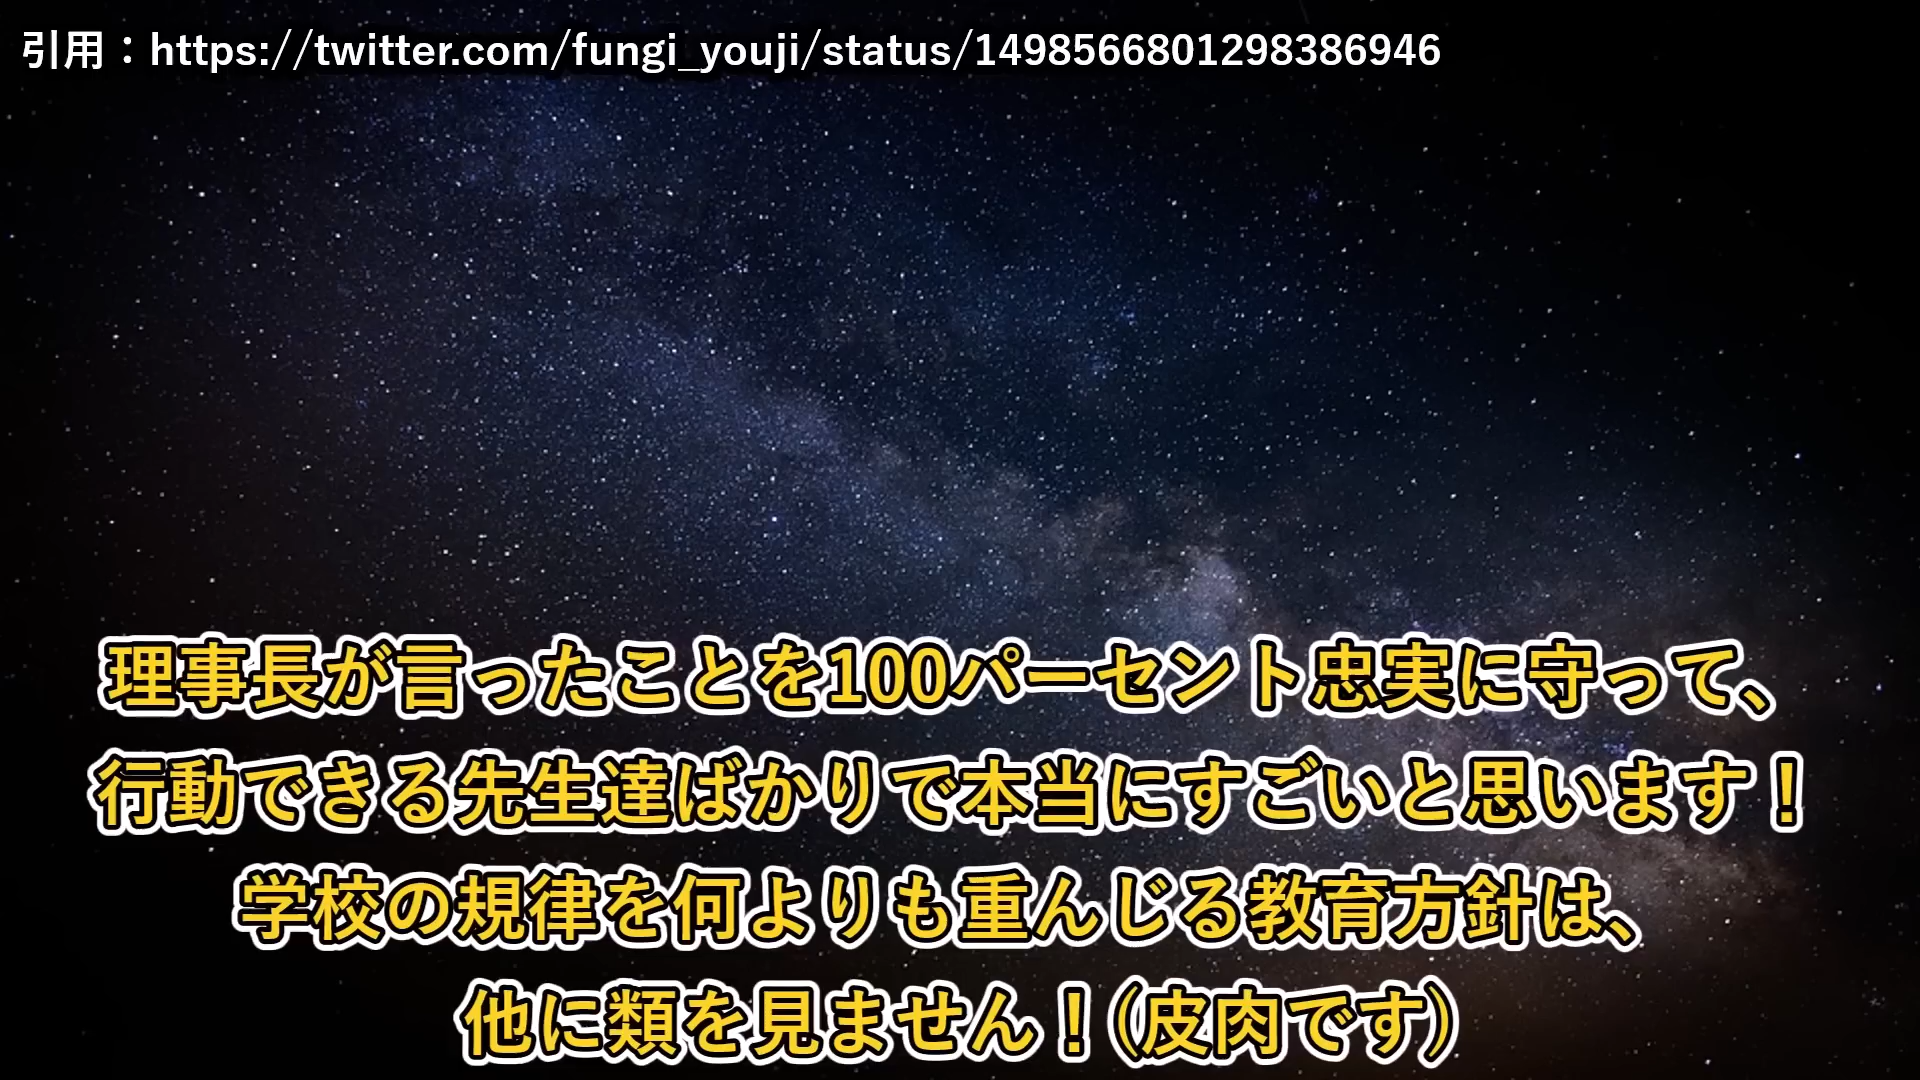 引用：https://twitter.com/fungi_youji/status/1498566801298386946
理事長が言ったことを100パーセント忠実に守って、
行動できる先生達ばかりで本当にすごいと思います！
学校の規律を何よりも重んじる教育方針は、
他に類を見ません！（皮肉です）